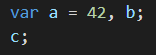 var a = 42, b;
c;